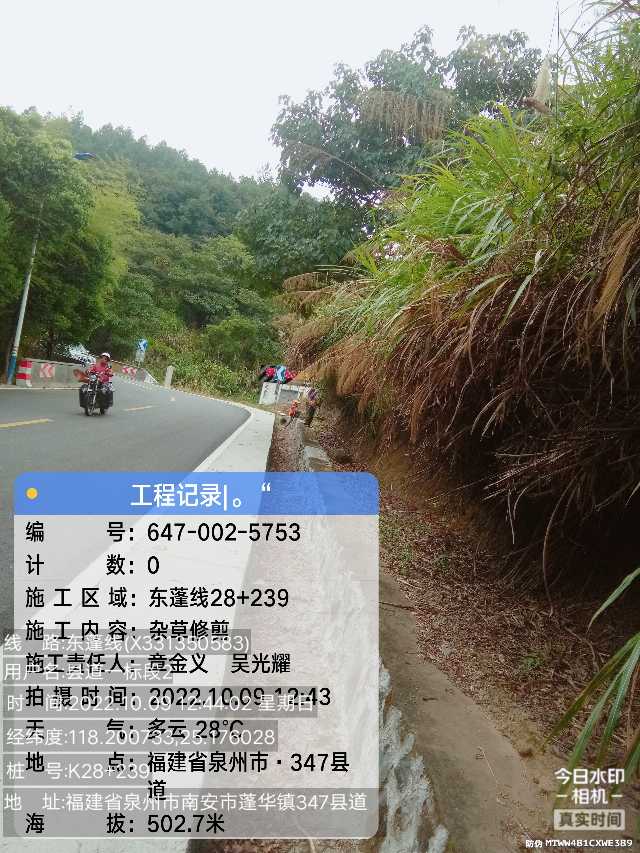 工程记录|。“
编 号: 647-002-5753
计 数: 0
施工区域: 东蓬线28+239
施工内容: 杂草修剪
线 路:东蓬线(X331350583)
施工责任人: 章金义 吴光耀
用户名:县道一标段2
拍摄时间: 2022.10.09 12:43
时 间:2022.10.09 12:44:02 星期日
天 气: 多云 28℃
经纬度:118.200733,25.176028
地 点: 福建省泉州市·347县道
桩 号:K28+239
地 址:福建省泉州市南安市蓬华镇347县道
海 拔: 502.7米
今日水印
相机
真实时间
防伪 MTWW4B1CXWE3B9